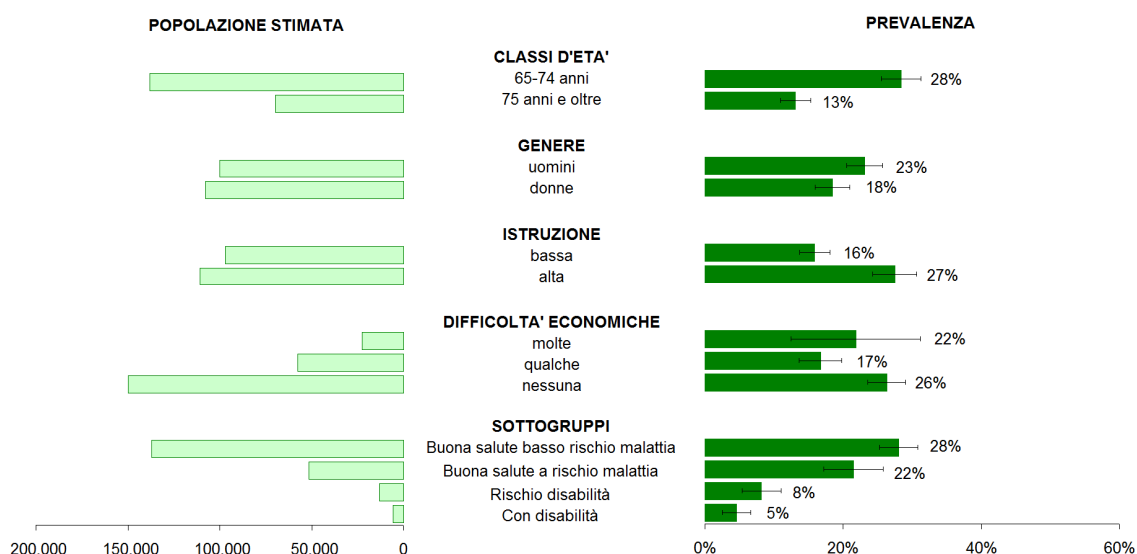 POPOLAZIONE STIMATA
PREVALENZA
CLASSI D'ETA'
65-74 anni
28%
75 anni e oltre
13%
GENERE
uomini
23%
donne
18%
ISTRUZIONE
bassa
16%
alta
27%
DIFFICOLTA' ECONOMICHE
molte
22%
qualche
17%
nessuna
26%
SOTTOGRUPPI
Buona salute basso rischio malattia
28%
Buona salute a rischio malattia
22%
Rischio disabilità
8%
Con disabilità
5%
200.000 150.000 100.000 50.000 0
0% 20% 40% 60%